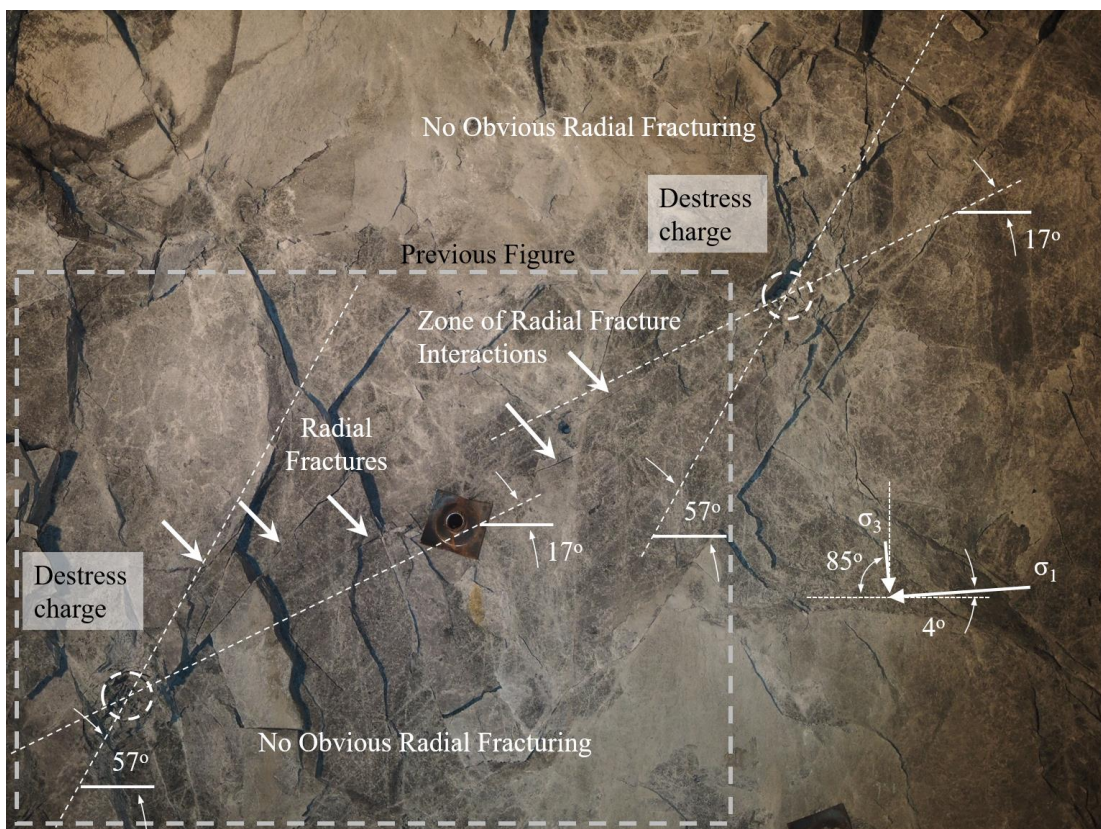 No Obvious Radial Fracturing
Destress
charge
17°
Previous Figure
Zone of Radial Fracture
Interactions
Radial
Fractures
57°
17°
σ3
85°
σ1
4°
Destress
charge
No Obvious Radial Fracturing
57°